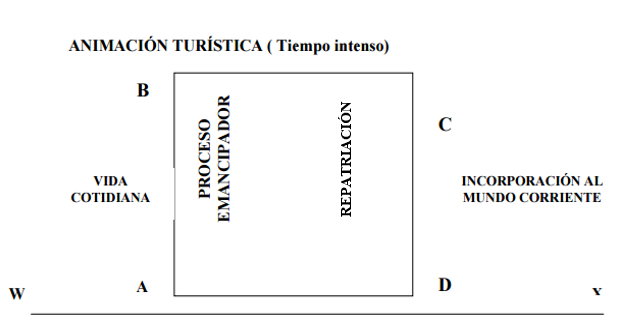 ANIMACIÓN TURÍSTICA ( Tiempo intenso)
B
PROCESO
EMANCIPADOR
REPATRIACIÓN
C
VIDA
COTIDIANA
INCORPORACIÓN AL
MUNDO CORRIENTE
W
A
D